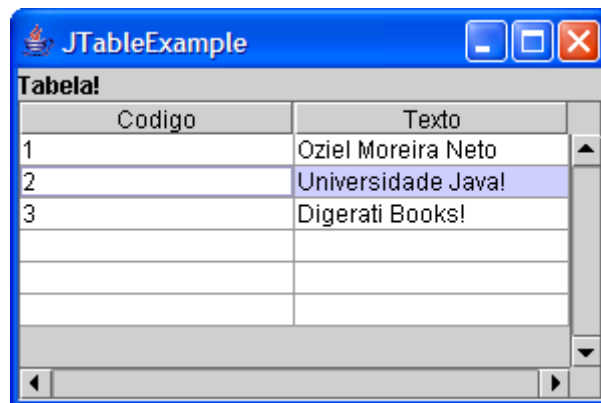 JTableExample
Tabela!
Codigo Texto
1 Oziel Moreira Neto
2 Universidade Java!
3 Digerati Books!